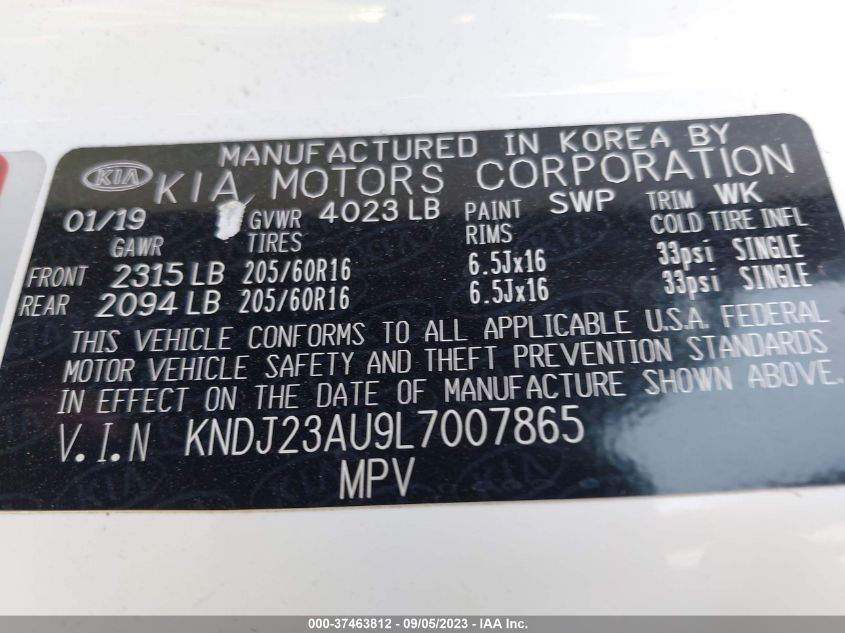 MANUFACTURED IN KOREA BY
KIA KIA MOTORS CORPORATION
01/19 GVWR 4023 LB PAINT SWP TRIM WK
GAWR TIRES RIMS COLD TIRE INFL
FRONT 2315 LB 205/60R16 6.5Jx16 33psi SINGLE
REAR 2094 LB 205/60R16 6.5Jx16 33psi SINGLE
THIS VEHICLE CONFORMS TO ALL APPLICABLE U.S.A. FEDERAL
MOTOR VEHICLE SAFETY AND THEFT PREVENTION STANDARDS
IN EFFECT ON THE DATE OF MANUFACTURE SHOWN ABOVE.
V.I.N KNDJ23AU9L7007865
MPV
000-37463812 - 09/05/2023 - IAA Inc.